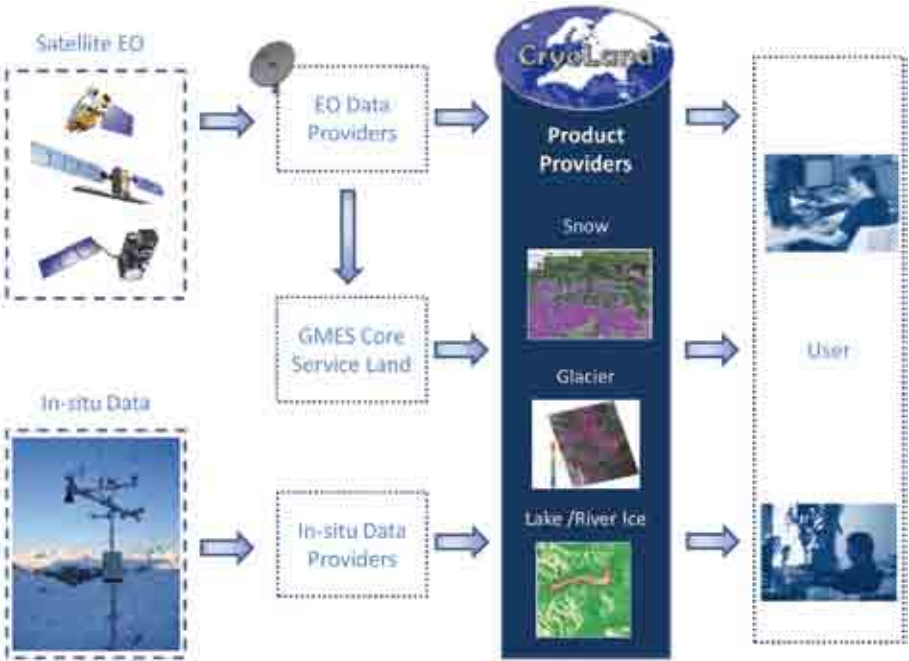 Satellite EO
EO Data
Providers
CryoLand
Product
Providers
Snow
GMES Core
Service Land
User
Glacier
In-situ Data
Lake /River Ice
In-situ Data
Providers